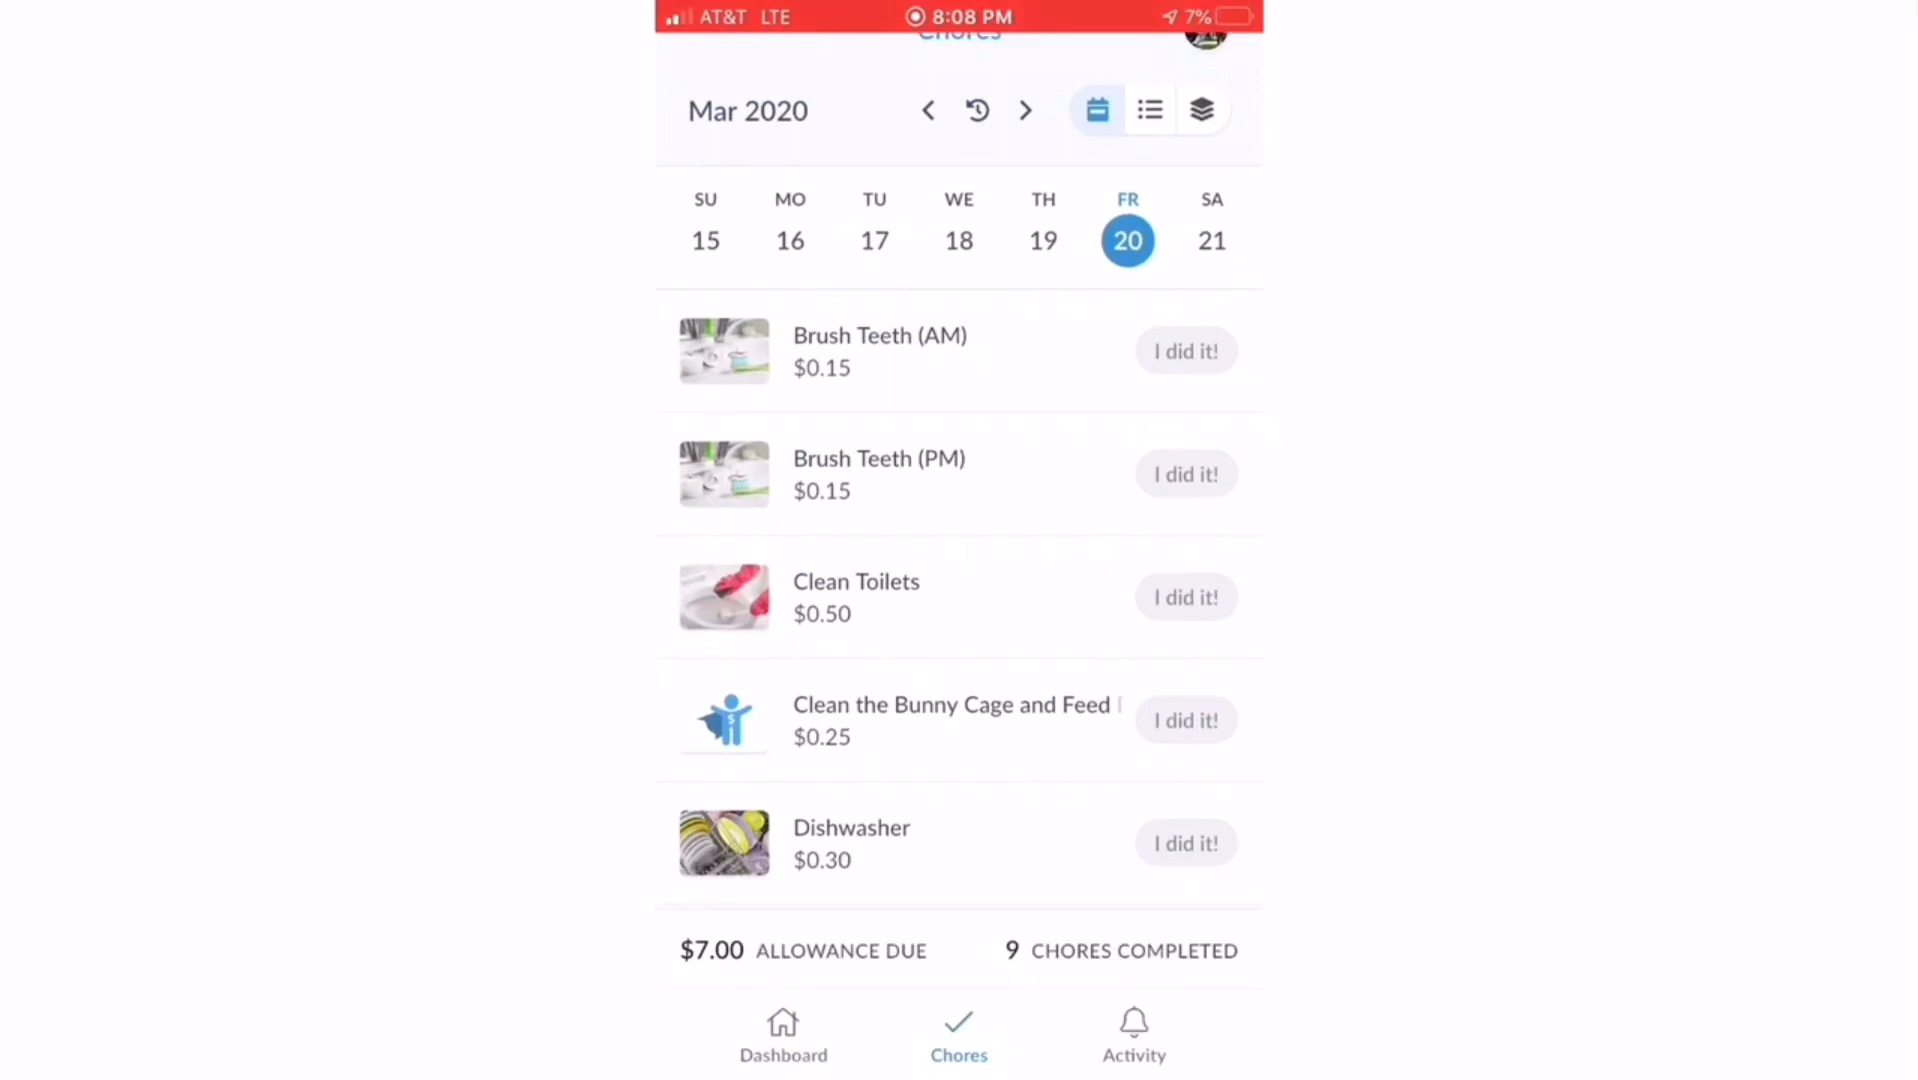 AT&T LTE 8:08 PM 7%
Chores
Mar 2020
SU MO TU WE TH FR SA
15 16 17 18 19 20 21
Brush Teeth (AM)
$0.15
I did it!
Brush Teeth (PM)
$0.15
I did it!
Clean Toilets
$0.50
I did it!
Clean the Bunny Cage and Feed
$0.25
I did it!
Dishwasher
$0.30
I did it!
$7.00 ALLOWANCE DUE 9 CHORES COMPLETED
Dashboard Chores Activity